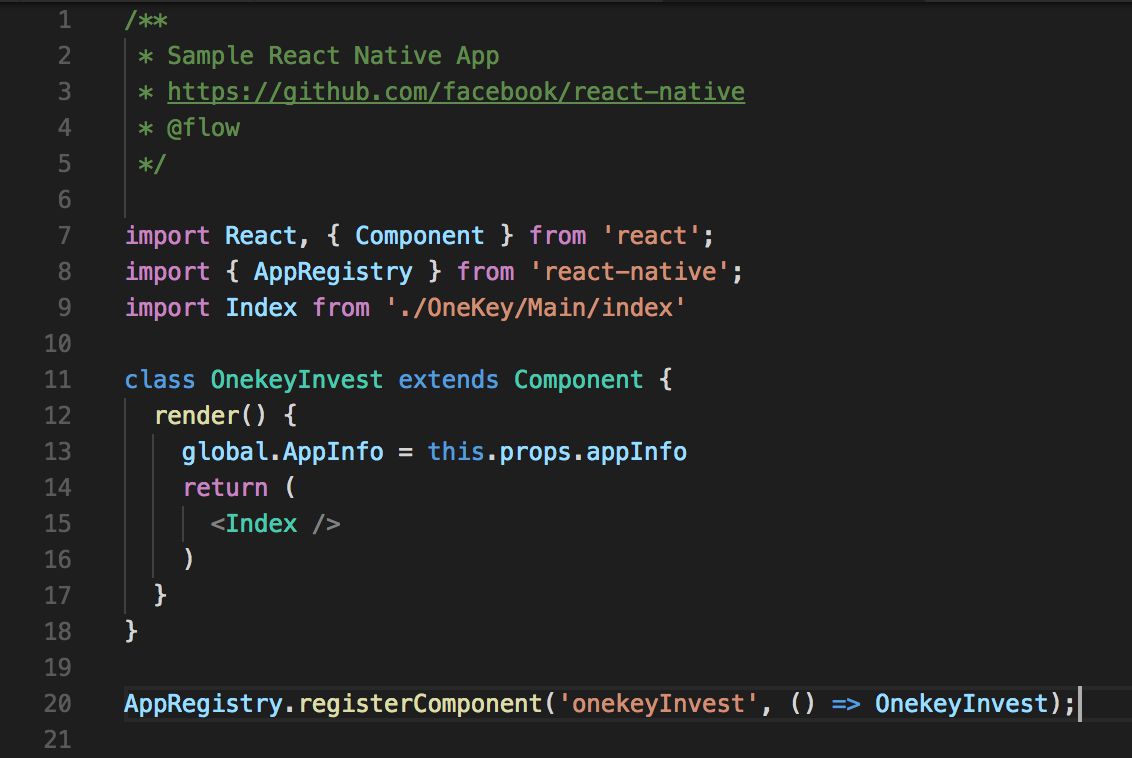 1 /**
2  * Sample React Native App
3  * https://github.com/facebook/react-native
4  * @flow
5  */
6
7 import React, { Component } from 'react';
8 import { AppRegistry } from 'react-native';
9 import Index from './OneKey/Main/index'
10
11 class OnekeyInvest extends Component {
12   render() {
13     global.AppInfo = this.props.appInfo
14     return (
15       <Index />
16     )
17   }
18 }
19
20 AppRegistry.registerComponent('onekeyInvest', () => OnekeyInvest);
21